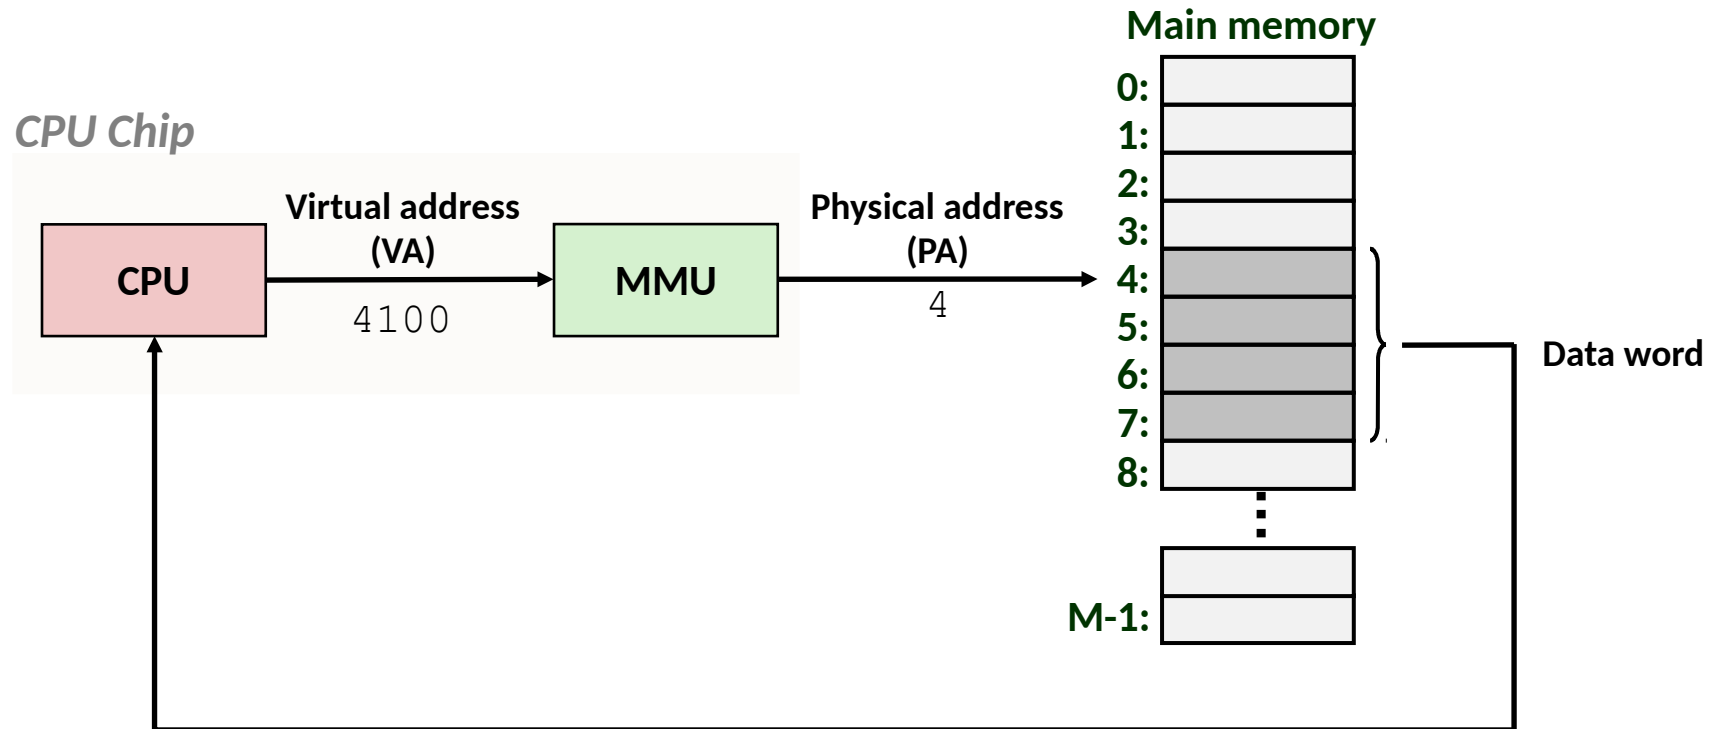 Main memory
CPU Chip
Virtual address
(VA)
Physical address
(PA)
CPU
MMU
4100
4
0:
1:
2:
3:
4:
5:
6:
7:
8:
M-1:
Data word